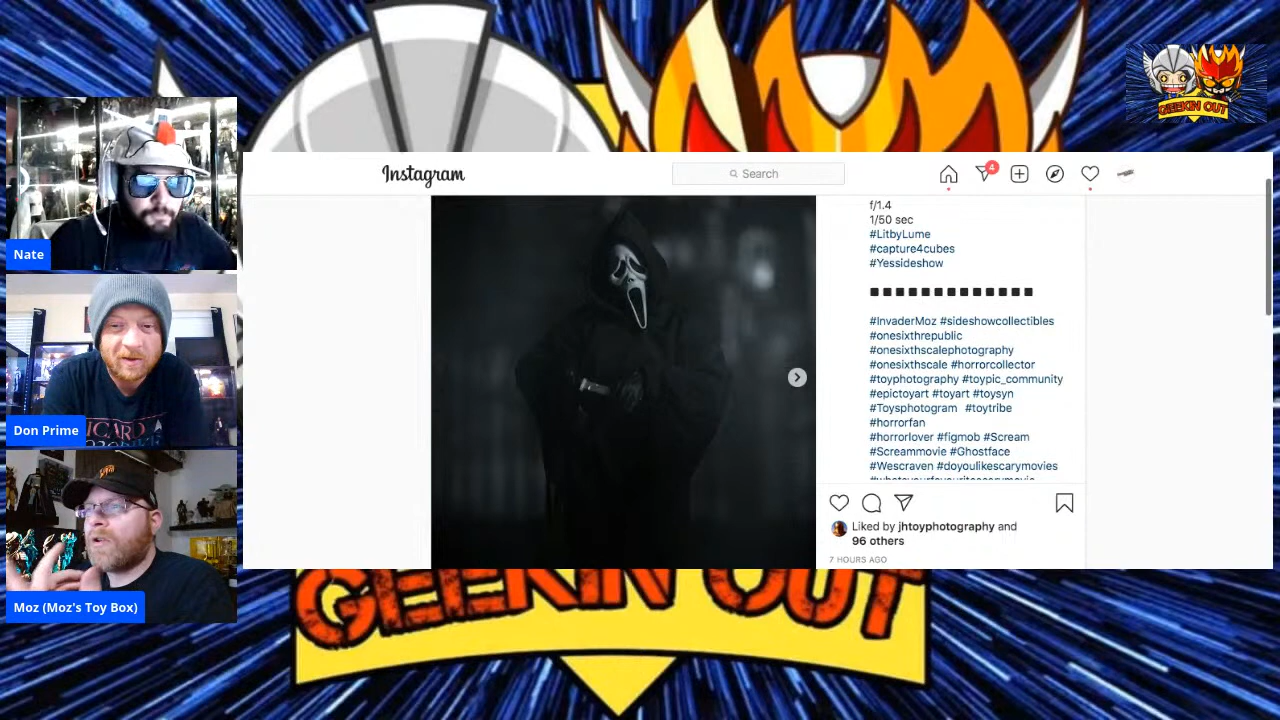 GEEKIN OUT
Nate
Don Prime
Moz (Moz's Toy Box)
Instagram
Search
4
f/1.4
1/50 sec
#LitbyLume
#capture4cubes
#Yessideshow
#InvaderMoz #sideshowcollectibles
#onesixthrepublic
#onesixthscalephotography
#onesixthscale #horrorcollector
#toyphotography #toypic_community
#epictoyart #toyart #toysyn
#Toysphotogram #toytribe
#horrorfan
#horrorlover #figmob #Scream
#Screammovie #Ghostface
#Wescraven #doyoulikescarymovies
#whatsyourfavouritescarymovie
Liked by jhtoyphotography and
96 others
7 HOURS AGO
GEEKIN OUT